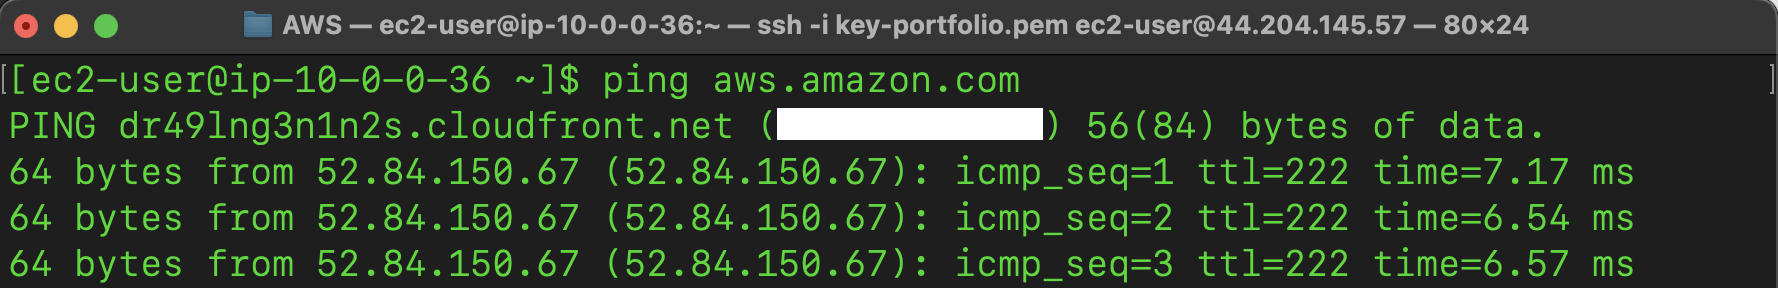 AWS — ec2-user@ip-10-0-0-36:~ — ssh -i key-portfolio.pem ec2-user@44.204.145.57 — 80×24
[[ec2-user@ip-10-0-0-36 ~]$ ping aws.amazon.com ]
PING dr49lng3n1n2s.cloudfront.net ( ) 56(84) bytes of data.
64 bytes from 52.84.150.67 (52.84.150.67): icmp_seq=1 ttl=222 time=7.17 ms
64 bytes from 52.84.150.67 (52.84.150.67): icmp_seq=2 ttl=222 time=6.54 ms
64 bytes from 52.84.150.67 (52.84.150.67): icmp_seq=3 ttl=222 time=6.57 ms